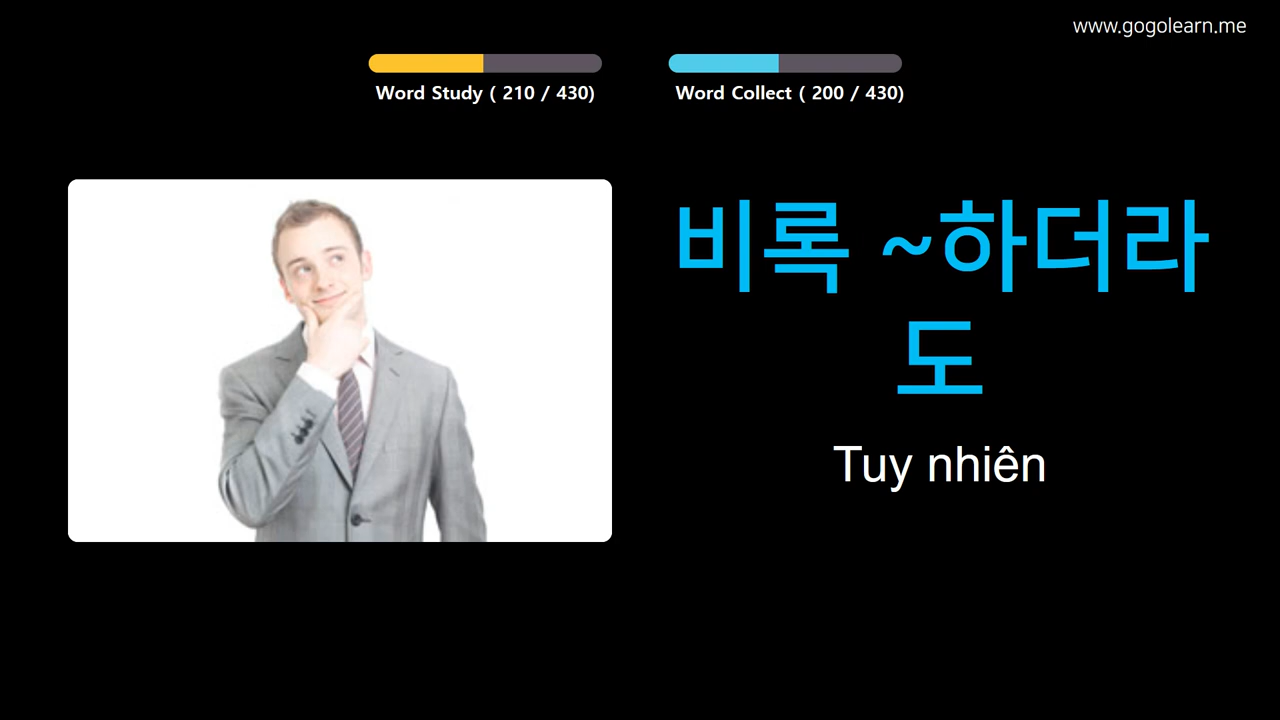 www.gogolearn.me
Word Study ( 210 / 430)
Word Collect ( 200 / 430)
비록 ~하더라
도
Tuy nhiên